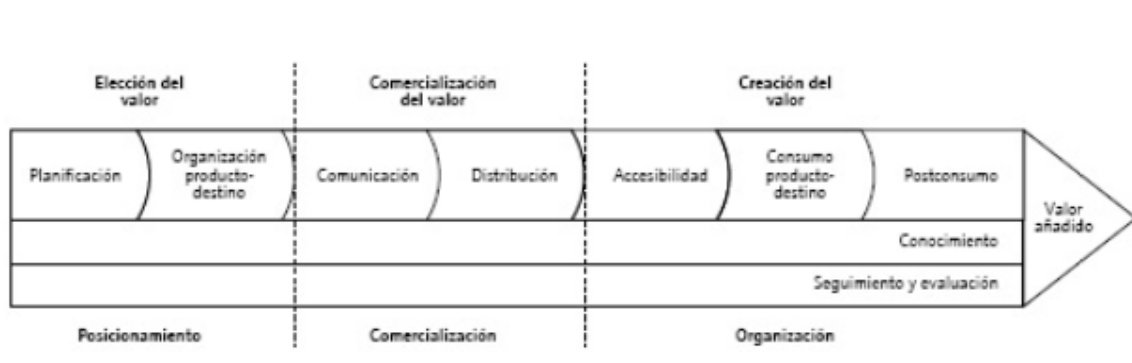 Elección del
valor
Comercialización
del valor
Creación del
valor
Planificación
Organización
producto-
destino
Comunicación
Distribución
Accesibilidad
Consumo
producto-
destino
Postconsumo
Valor
añadido
Conocimiento
Seguimiento y evaluación
Posicionamiento
Comercialización
Organización